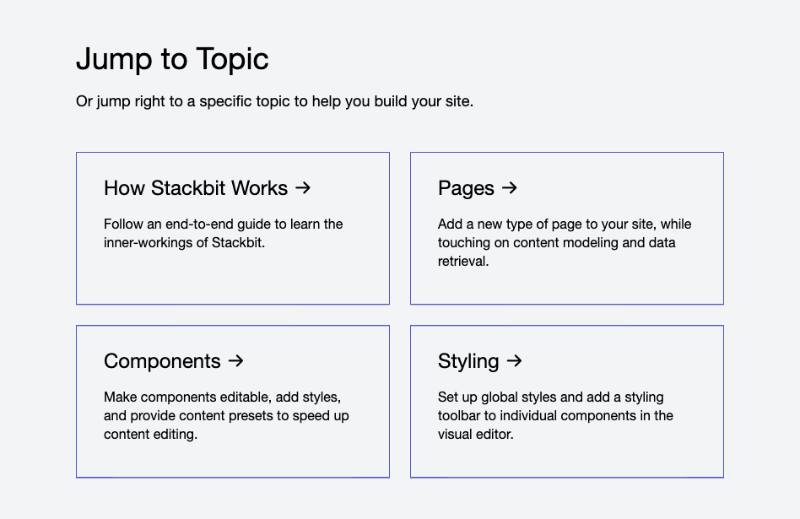 Jump to Topic
Or jump right to a specific topic to help you build your site.
How Stackbit Works →
Follow an end-to-end guide to learn the
inner-workings of Stackbit.
Pages →
Add a new type of page to your site, while
touching on content modeling and data
retrieval.
Components →
Make components editable, add styles,
and provide content presets to speed up
content editing.
Styling →
Set up global styles and add a styling
toolbar to individual components in the
visual editor.